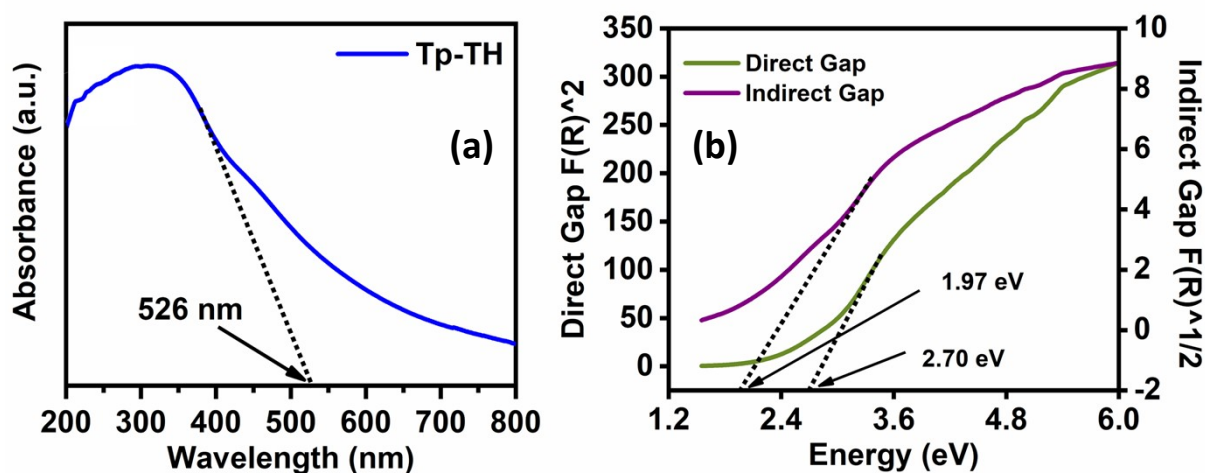 Absorbance (a.u.)
Tp-TH
(a)
526 nm
200 300 400 500 600 700 800
Wavelength (nm)
Direct Gap F(R)^2
350
300
250
200
150
100
50
0
Direct Gap
Indirect Gap
(b)
1.97 eV
2.70 eV
10
8
6
4
2
0
-2
Indirect Gap F(R)^1/2
1.2 2.4 3.6 4.8 6.0
Energy (eV)